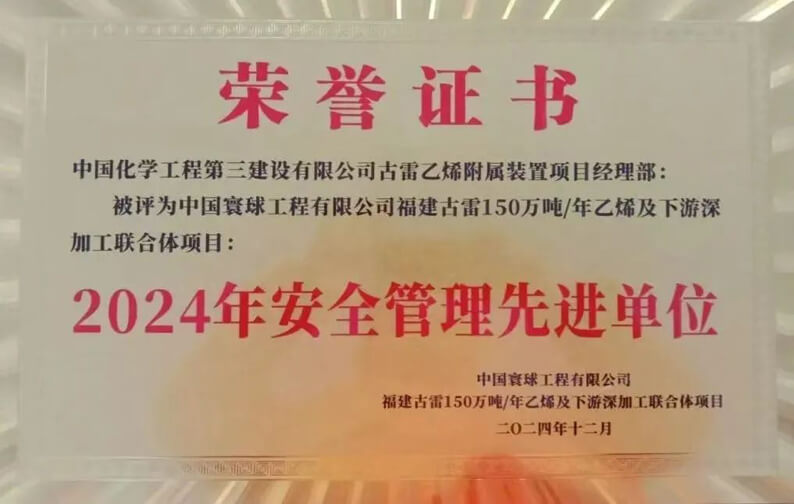 荣誉证书
中国化学工程第三建设有限公司古雷乙烯附属装置项目经理部：
被评为中国寰球工程有限公司福建古雷150万吨/年乙烯及下游深
加工联合体项目：
2024年安全管理先进单位
中国寰球工程有限公司
福建古雷150万吨/年乙烯及下游深加工联合体项目
二〇二四年十二月